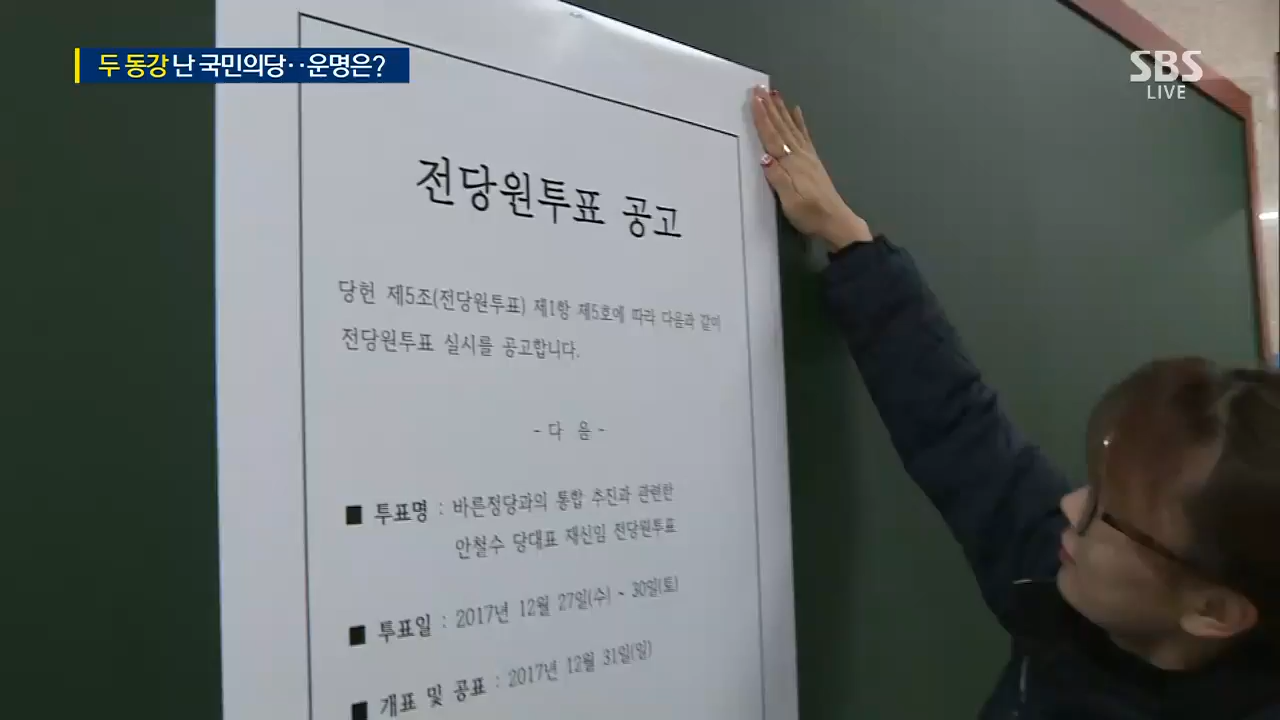 두 동강 난 국민의당‥운명은?
SBS
LIVE
전당원투표 공고
당헌 제5조(전당원투표) 제1항 제5호에 따라 다음과 같이
전당원투표 실시를 공고합니다.
- 다 음 -
■ 투표명 : 바른정당과의 통합 추진과 관련한
안철수 당대표 재신임 전당원투표
■ 투표일 : 2017년 12월 27일(수) ~ 30일(토)
■ 개표 및 공표 : 2017년 12월 31일(일)